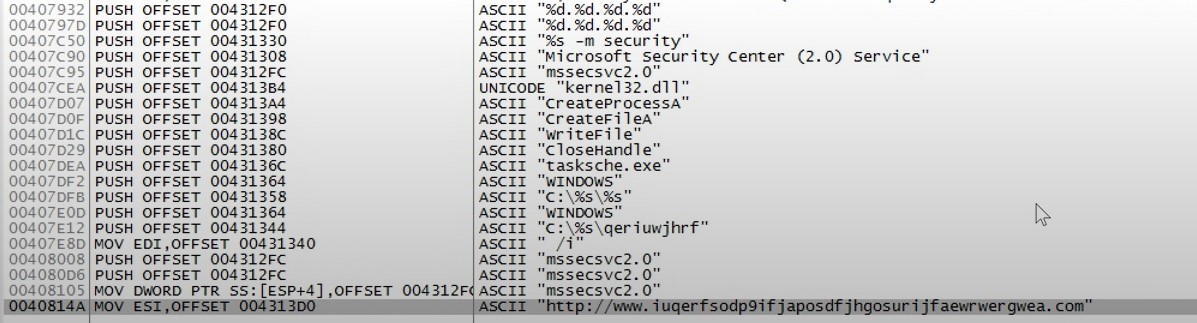 00407932 PUSH OFFSET 004312F0 ASCII "%d.%d.%d.%d"
0040797D PUSH OFFSET 004312F0 ASCII "%d.%d.%d.%d"
00407C50 PUSH OFFSET 00431330 ASCII "%s -m security"
00407C90 PUSH OFFSET 00431308 ASCII "Microsoft Security Center (2.0) Service"
00407C95 PUSH OFFSET 004312FC ASCII "mssecsvc2.0"
00407CEA PUSH OFFSET 004313B4 UNICODE "kernel32.dll"
00407D07 PUSH OFFSET 004313A4 ASCII "CreateProcessA"
00407D0F PUSH OFFSET 00431398 ASCII "CreateFileA"
00407D1C PUSH OFFSET 0043138C ASCII "WriteFile"
00407D29 PUSH OFFSET 00431380 ASCII "CloseHandle"
00407DEA PUSH OFFSET 0043136C ASCII "tasksche.exe"
00407DF2 PUSH OFFSET 00431364 ASCII "WINDOWS"
00407DFB PUSH OFFSET 00431358 ASCII "C:\%s\%s"
00407E0D PUSH OFFSET 00431364 ASCII "WINDOWS"
00407E12 PUSH OFFSET 00431344 ASCII "C:\%s\qeriuwjhrf"
00407E8D MOV EDI,OFFSET 00431340 ASCII " /i"
00408008 PUSH OFFSET 004312FC ASCII "mssecsvc2.0"
004080D6 PUSH OFFSET 004312FC ASCII "mssecsvc2.0"
00408105 MOV DWORD PTR SS:[ESP+4],OFFSET 004312FC ASCII "mssecsvc2.0"
0040814A MOV ESI,OFFSET 004313D0 ASCII "http://www.iuqerfsodp9ifjaposdfjhgosurijfaewrwergwea.com"